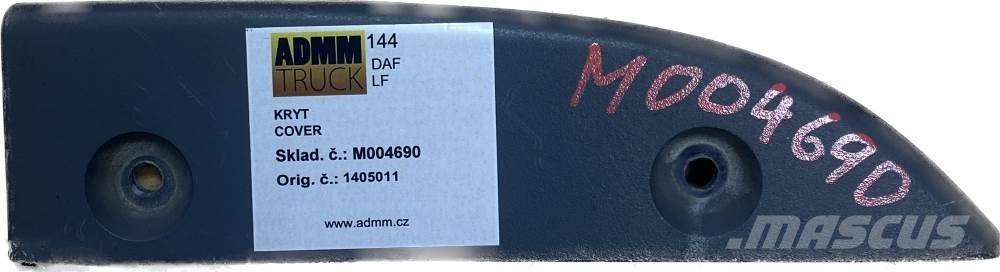 ADMM
TRUCK
144
DAF
LF
KRYT
COVER
Sklad. č.: M004690
Orig. č.: 1405011
www.admm.cz
M004690
.MASCUS